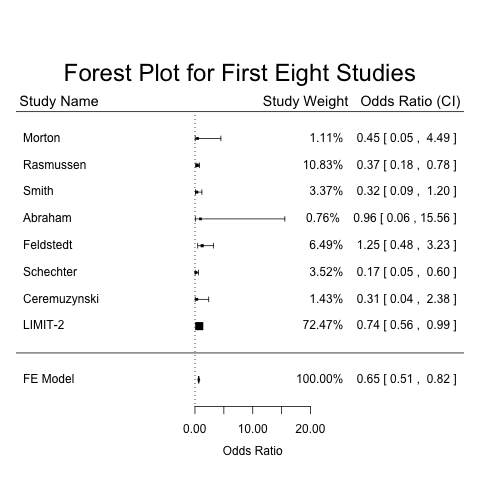 Forest Plot for First Eight Studies
Study Name Study Weight Odds Ratio (CI)
Morton 1.11% 0.45 [ 0.05 , 4.49 ]
Rasmussen 10.83% 0.37 [ 0.18 , 0.78 ]
Smith 3.37% 0.32 [ 0.09 , 1.20 ]
Abraham 0.76% 0.96 [ 0.06 , 15.56 ]
Feldstedt 6.49% 1.25 [ 0.48 , 3.23 ]
Schechter 3.52% 0.17 [ 0.05 , 0.60 ]
Ceremuzynski 1.43% 0.31 [ 0.04 , 2.38 ]
LIMIT-2 72.47% 0.74 [ 0.56 , 0.99 ]
FE Model 100.00% 0.65 [ 0.51 , 0.82 ]
0.00 10.00 20.00
Odds Ratio